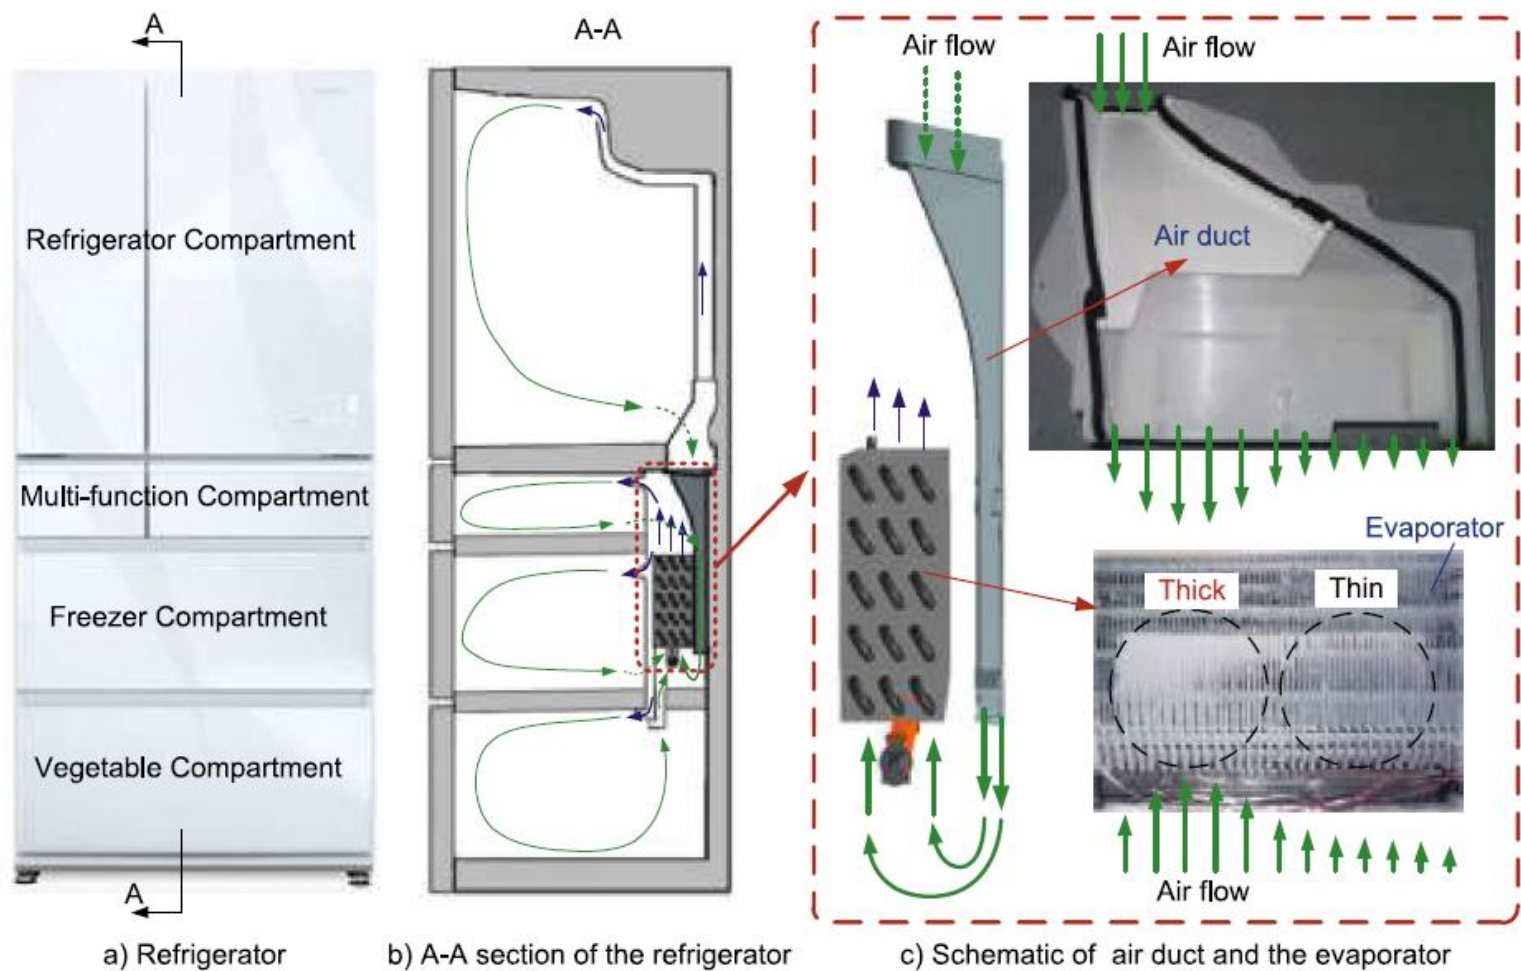 A
A-A
Air flow
Air flow
Refrigerator Compartment
Air duct
Multi-function Compartment
Evaporator
Thick
Thin
Freezer Compartment
Vegetable Compartment
A
Air flow
a) Refrigerator
b) A-A section of the refrigerator
c) Schematic of air duct and the evaporator